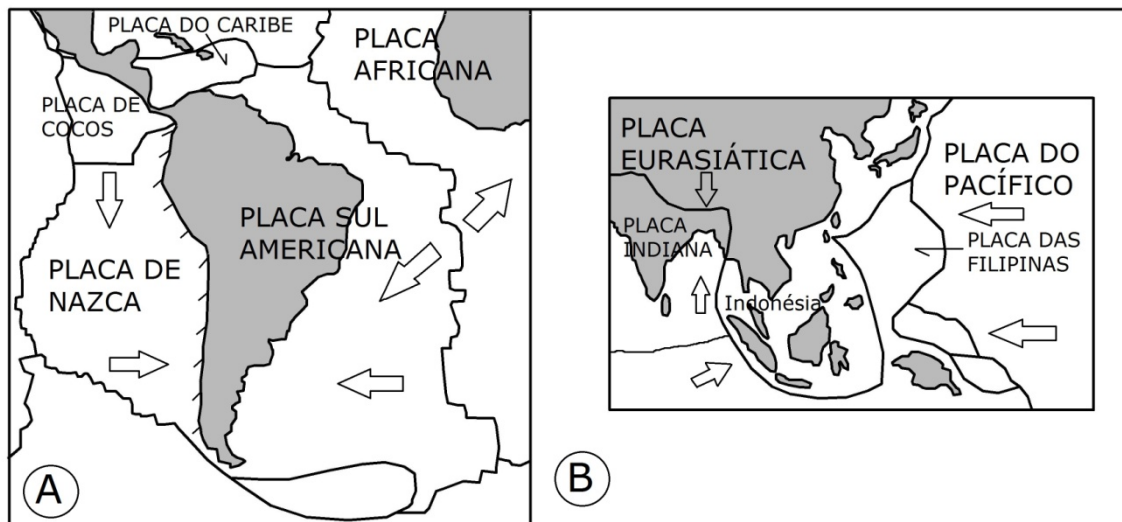 PLACA DO CARIBE
PLACA
AFRICANA
PLACA DE
COCOS
PLACA SUL
AMERICANA
PLACA DE
NAZCA
A
PLACA
EURASIÁTICA
PLACA DO
PACÍFICO
PLACA
INDIANA
PLACA DAS
FILIPINAS
Indonésia
B